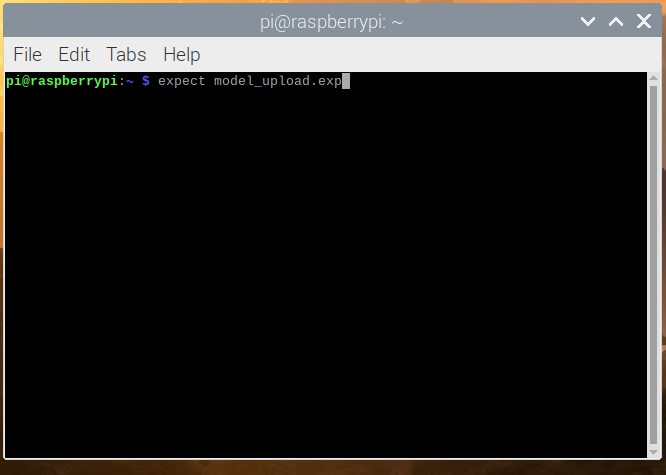 pi@raspberrypi: ~
File Edit Tabs Help
pi@raspberrypi:~ $ expect model_upload.exp